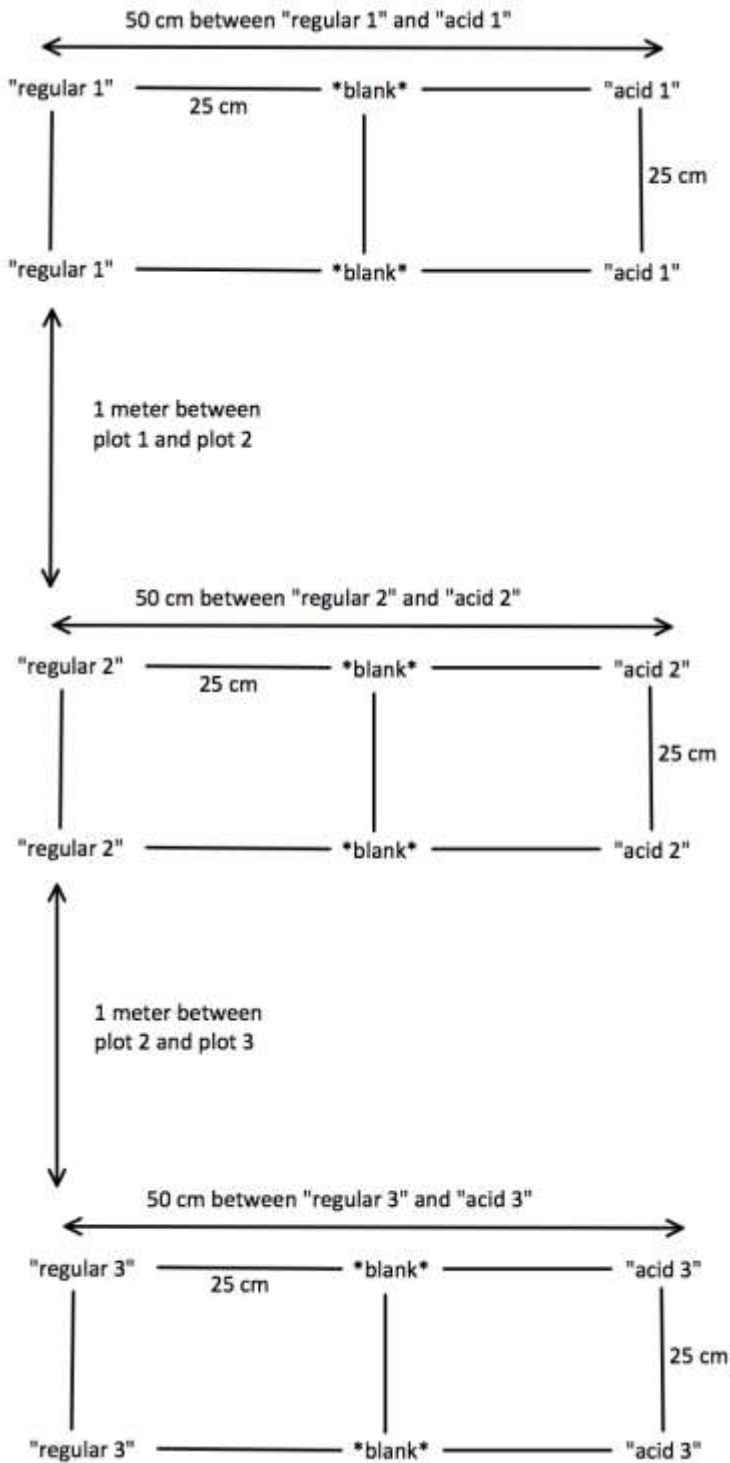 50 cm between "regular 1" and "acid 1"
"regular 1" *blank* "acid 1"
25 cm
25 cm
"regular 1" *blank* "acid 1"
1 meter between
plot 1 and plot 2
50 cm between "regular 2" and "acid 2"
"regular 2" *blank* "acid 2"
25 cm
25 cm
"regular 2" *blank* "acid 2"
1 meter between
plot 2 and plot 3
50 cm between "regular 3" and "acid 3"
"regular 3" *blank* "acid 3"
25 cm
25 cm
"regular 3" *blank* "acid 3"